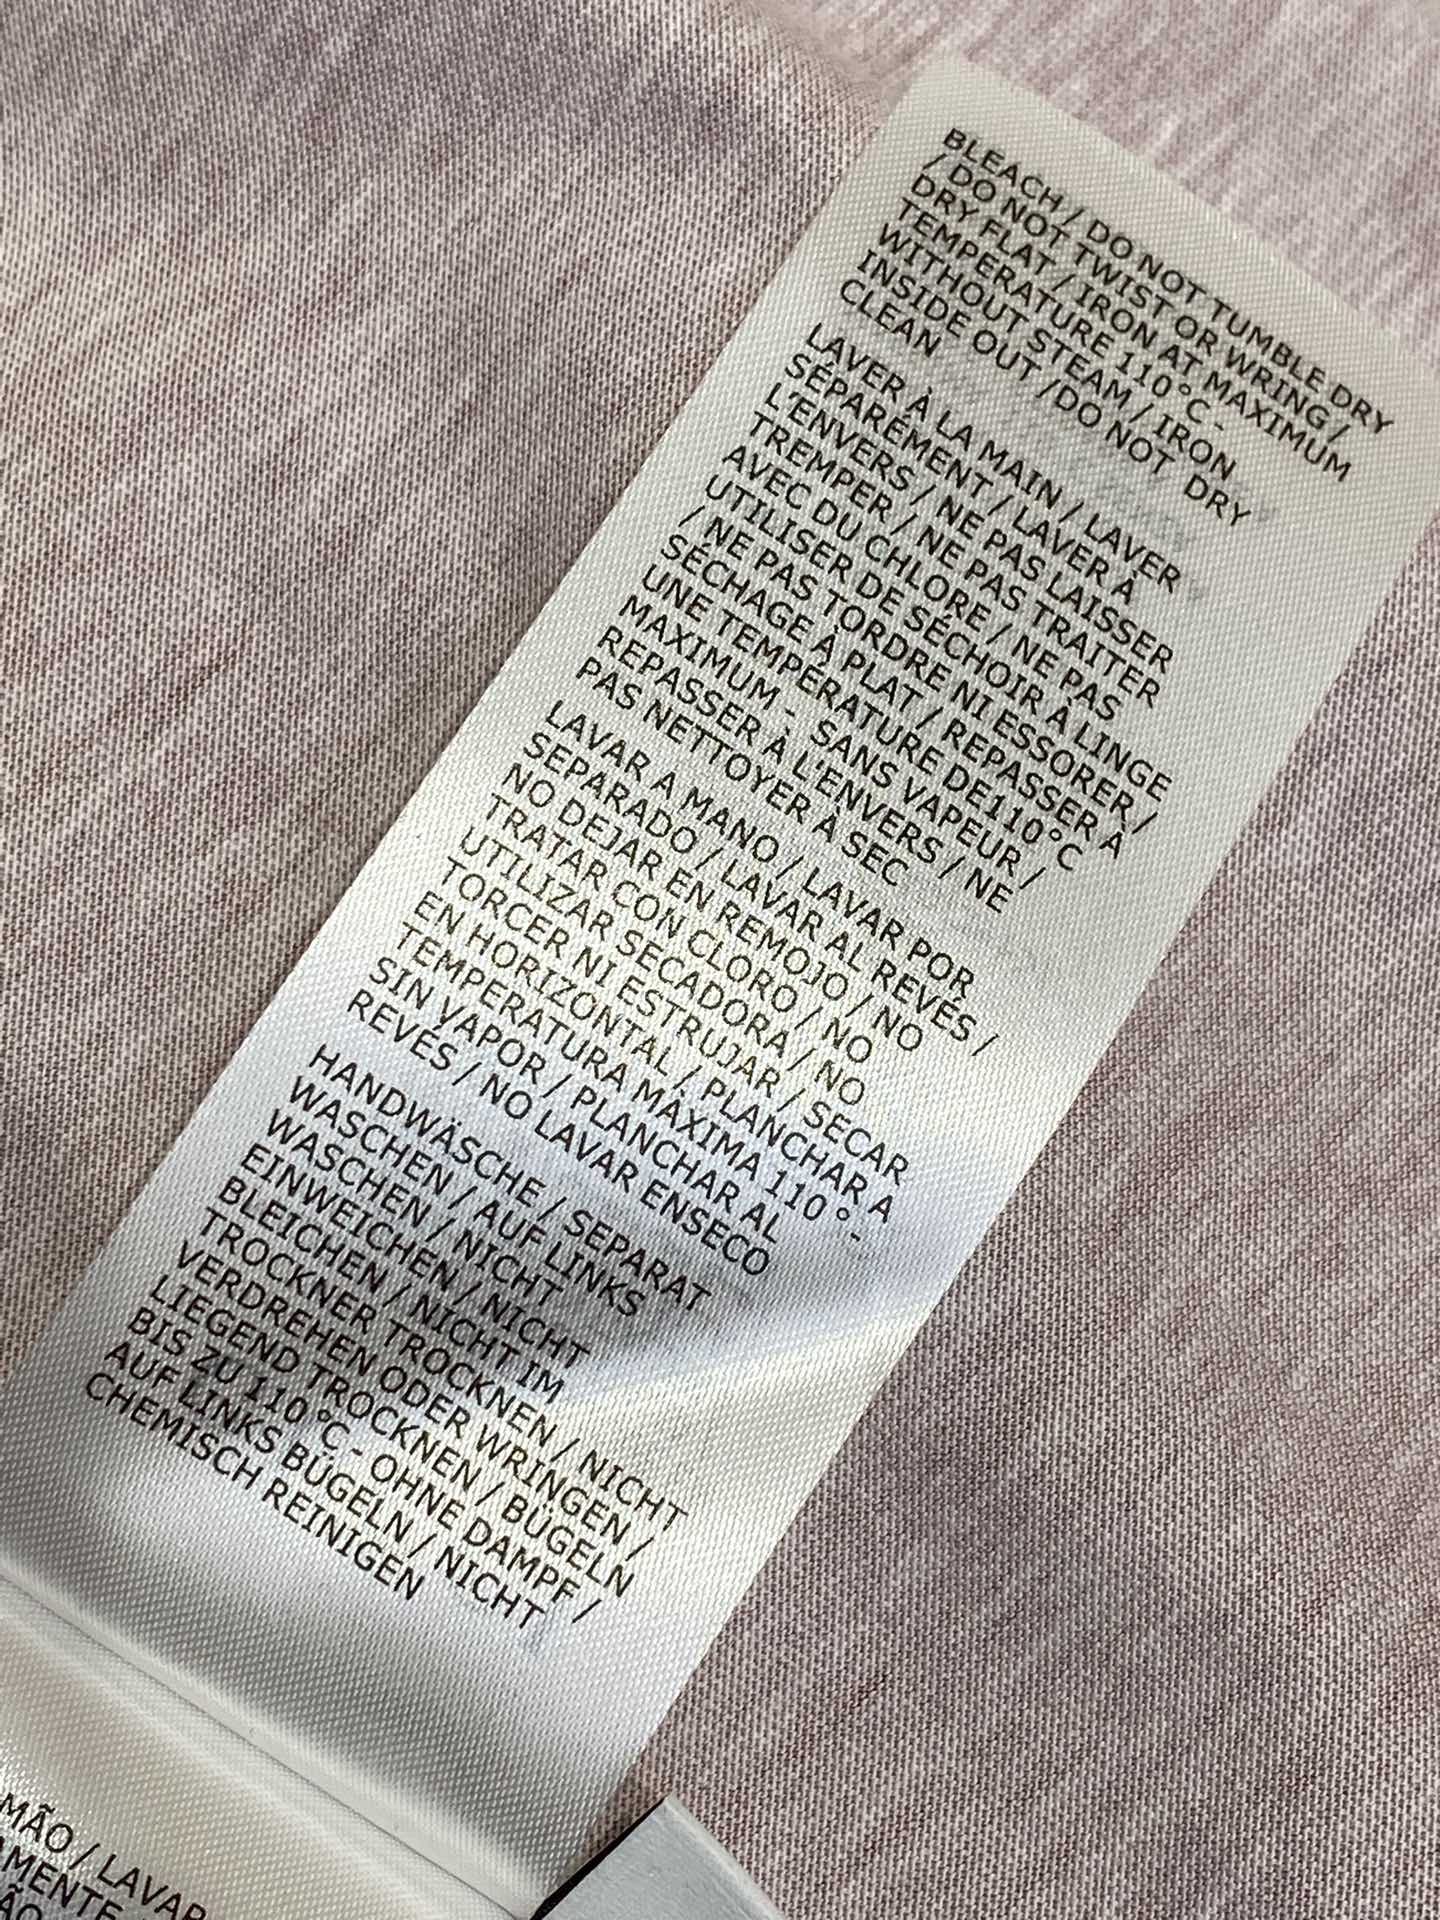 BLEACH / DO NOT TUMBLE DRY
/ DO NOT TWIST OR WRING /
DRY FLAT / IRON AT MAXIMUM
TEMPERATURE 110°C -
WITHOUT STEAM / IRON
INSIDE OUT /DO NOT DRY
CLEAN
LAVER À LA MAIN / LAVER
SÉPARÉMENT / LAVER À
L'ENVERS / NE PAS LAISSER
TREMPER / NE PAS TRAITER
AVEC DU CHLORE / NE PAS
UTILISER DE SÉCHOIR À LINGE
/ NE PAS TORDRE NI ESSORER /
SÉCHAGE À PLAT / REPASSER À
UNE TEMPÉRATURE DE110°C
MAXIMUM - SANS VAPEUR /
REPASSER À L'ENVERS / NE
PAS NETTOYER À SEC
LAVAR A MANO / LAVAR POR
SEPARADO / LAVAR AL REVÉS /
NO DEJAR EN REMOJO / NO
TRATAR CON CLORO / NO
UTILIZAR SECADORA / NO
TORCER NI ESTRUJAR / SECAR
EN HORIZONTAL / PLANCHAR A
TEMPERATURA MÁXIMA 110 °-
SIN VAPOR / PLANCHAR AL
REVÉS / NO LAVAR ENSECO
HANDWÄSCHE / SEPARAT
WASCHEN / AUF LINKS
WASCHEN / NICHT
EINWEICHEN / NICHT
BLEICHEN / NICHT IM
TROCKNER TROCKNEN / NICHT
VERDREHEN ODER WRINGEN /
LIEGEND TROCKNEN / BÜGELN
BIS ZU 110 °C - OHNE DAMPF /
AUF LINKS BÜGELN / NICHT
CHEMISCH REINIGEN
MÃO / LAVAR
MENTE
ÃO